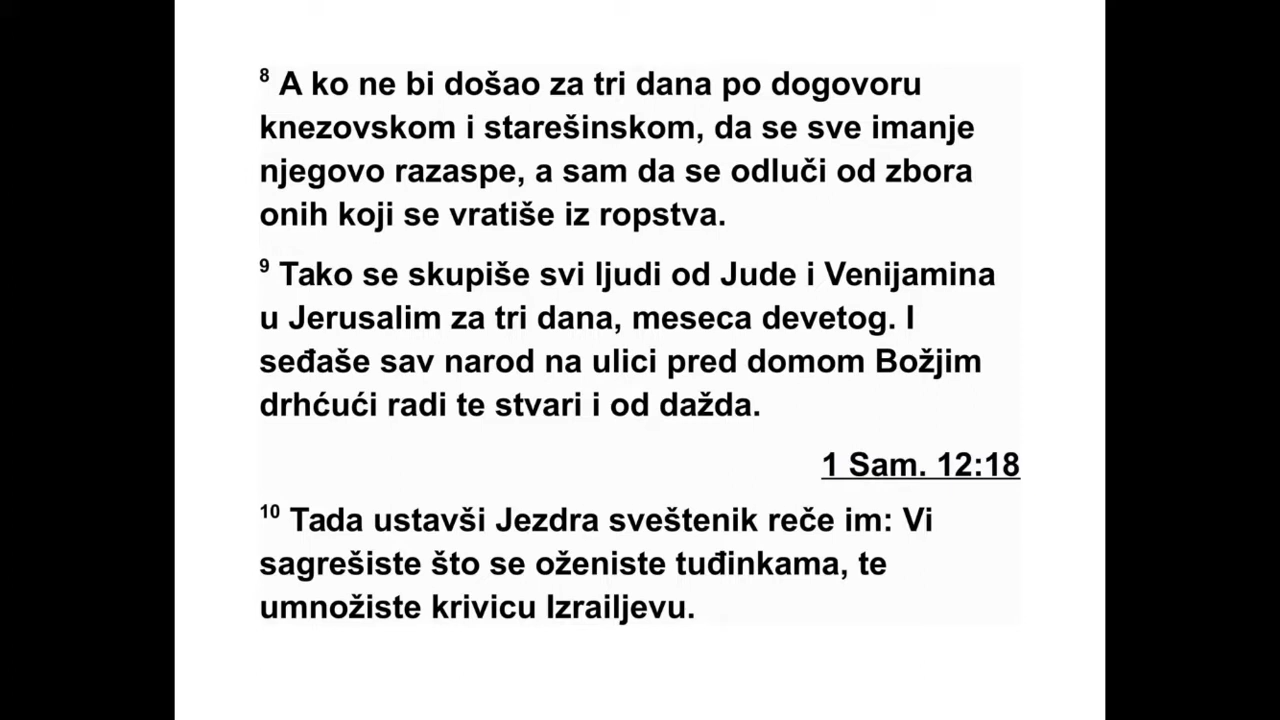 8 A ko ne bi došao za tri dana po dogovoru
knezovskom i starešinskom, da se sve imanje
njegovo razaspe, a sam da se odluči od zbora
onih koji se vratiše iz ropstva.
9 Tako se skupiše svi ljudi od Jude i Venijamina
u Jerusalim za tri dana, meseca devetog. I
seđaše sav narod na ulici pred domom Božjim
drhćući radi te stvari i od dažda.
1 Sam. 12:18
10 Tada ustavši Jezdra sveštenik reče im: Vi
sagrešiste što se oženiste tuđinkama, te
umnožiste krivicu Izrailjevu.